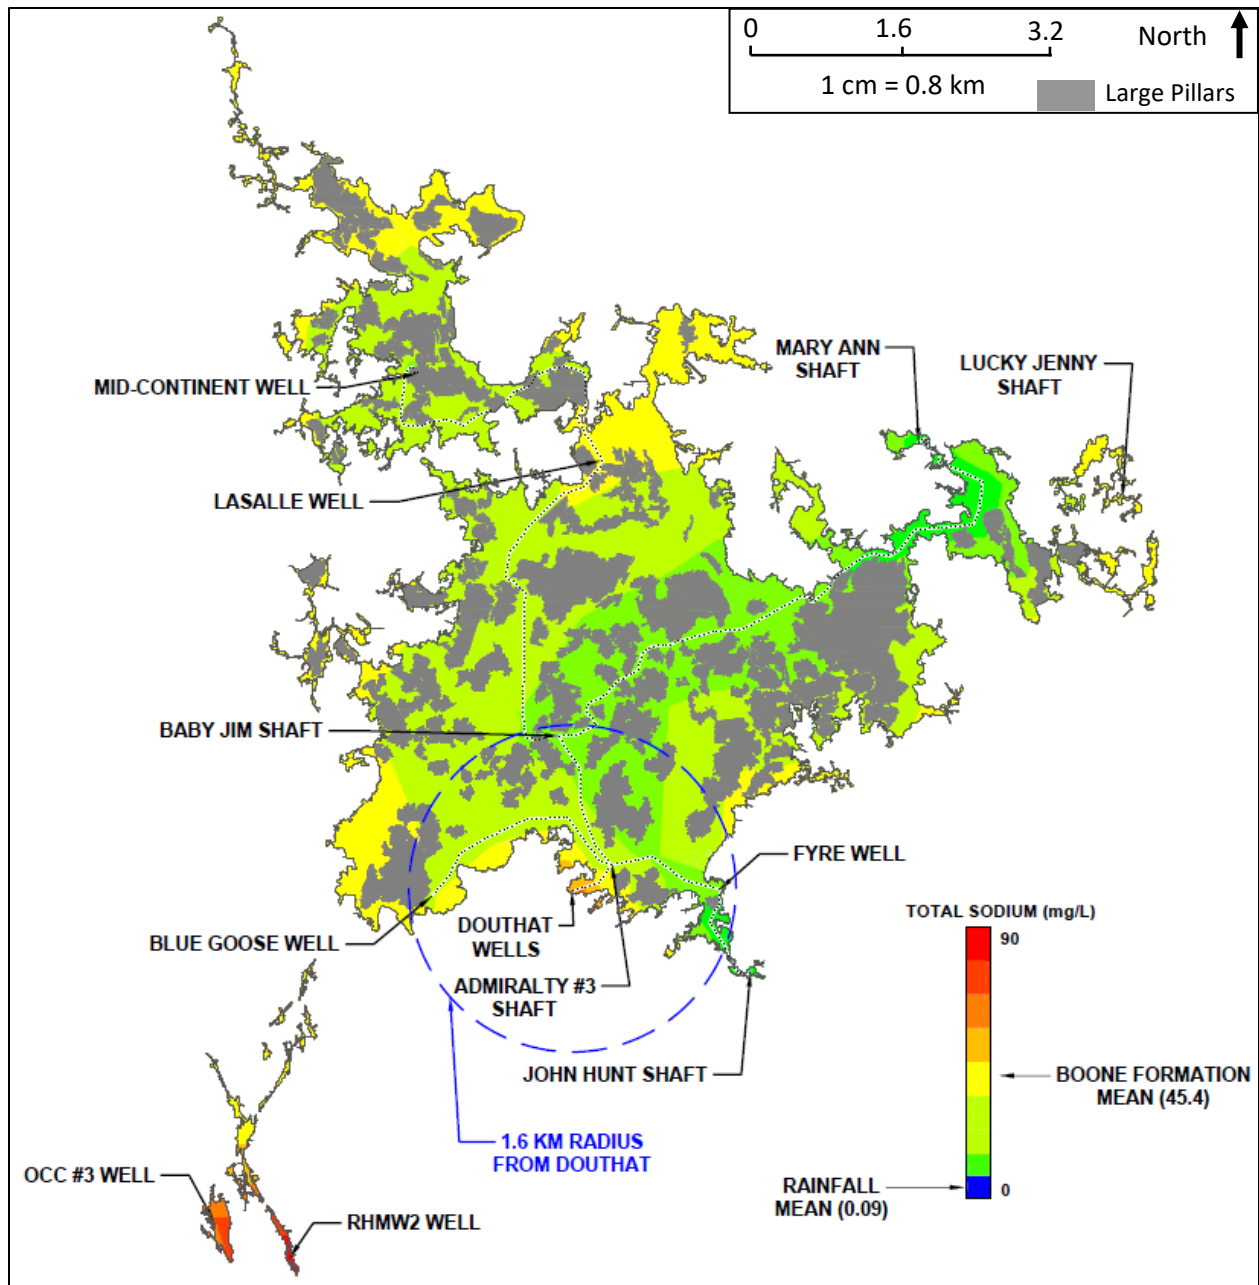 0 1.6 3.2 North
1 cm = 0.8 km
Large Pillars
MARY ANN
SHAFT
LUCKY JENNY
SHAFT
MID-CONTINENT WELL
LASALLE WELL
BABY JIM SHAFT
FYRE WELL
BLUE GOOSE WELL
DOUTHAT
WELLS
ADMIRALTY #3
SHAFT
JOHN HUNT SHAFT
1.6 KM RADIUS
FROM DOUTHAT
OCC #3 WELL
RHMW2 WELL
TOTAL SODIUM (mg/L)
90
BOONE FORMATION
MEAN (45.4)
RAINFALL
MEAN (0.09)
0